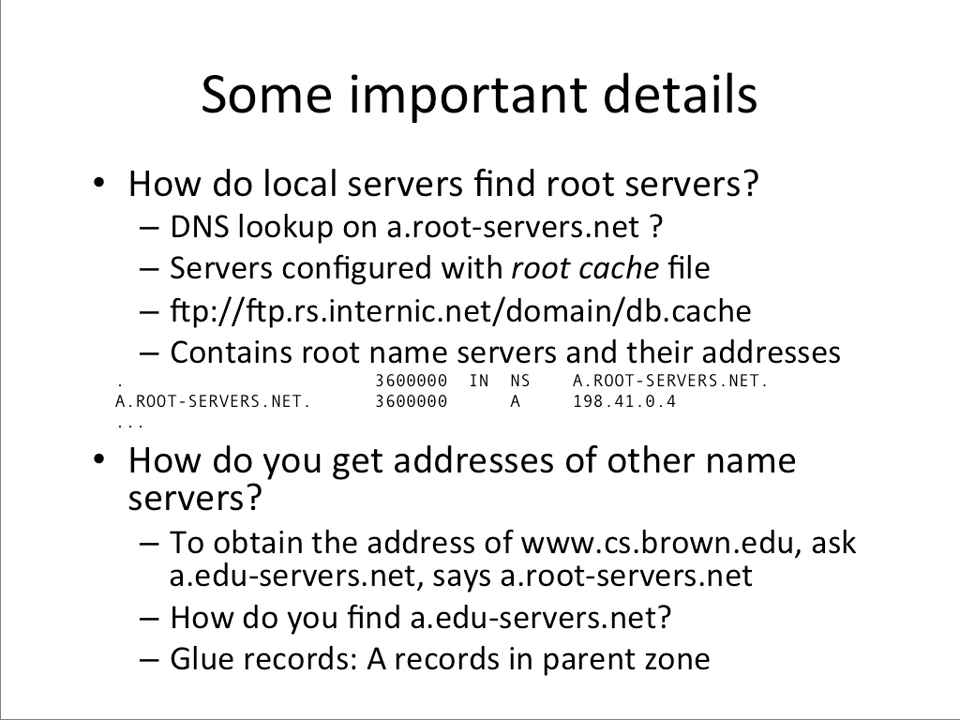 Some important details
• How do local servers find root servers?
– DNS lookup on a.root-servers.net ?
– Servers configured with root cache file
– ftp://ftp.rs.internic.net/domain/db.cache
– Contains root name servers and their addresses
. 3600000 IN NS A.ROOT-SERVERS.NET.
A.ROOT-SERVERS.NET. 3600000 A 198.41.0.4
...
• How do you get addresses of other name
servers?
– To obtain the address of www.cs.brown.edu, ask
a.edu-servers.net, says a.root-servers.net
– How do you find a.edu-servers.net?
– Glue records: A records in parent zone